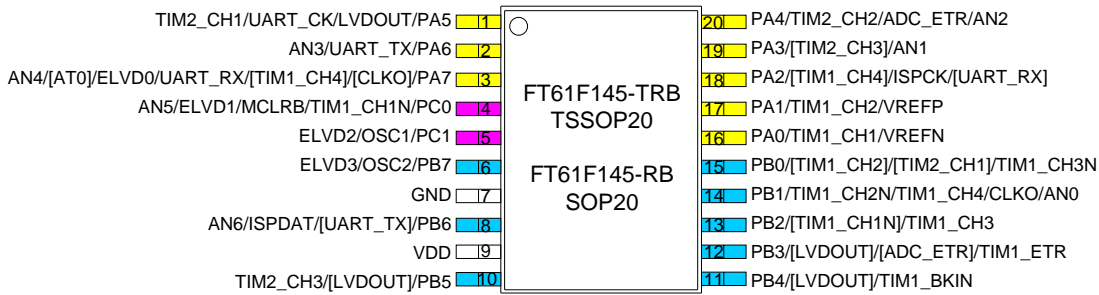 TIM2_CH1/UART_CK/LVDOUT/PA5 1
AN3/UART_TX/PA6 2
AN4/[AT0]/ELVD0/UART_RX/[TIM1_CH4]/[CLKO]/PA7 3
AN5/ELVD1/MCLRB/TIM1_CH1N/PC0 4
ELVD2/OSC1/PC1 5
ELVD3/OSC2/PB7 6
GND 7
AN6/ISPDAT/[UART_TX]/PB6 8
VDD 9
TIM2_CH3/[LVDOUT]/PB5 10
FT61F145-TRB
TSSOP20
FT61F145-RB
SOP20
20 PA4/TIM2_CH2/ADC_ETR/AN2
19 PA3/[TIM2_CH3]/AN1
18 PA2/[TIM1_CH4]/ISPCK/[UART_RX]
17 PA1/TIM1_CH2/VREFP
16 PA0/TIM1_CH1/VREFN
15 PB0/[TIM1_CH2]/[TIM2_CH1]/TIM1_CH3N
14 PB1/TIM1_CH2N/TIM1_CH4/CLKO/AN0
13 PB2/[TIM1_CH1N]/TIM1_CH3
12 PB3/[LVDOUT]/[ADC_ETR]/TIM1_ETR
11 PB4/[LVDOUT]/TIM1_BKIN